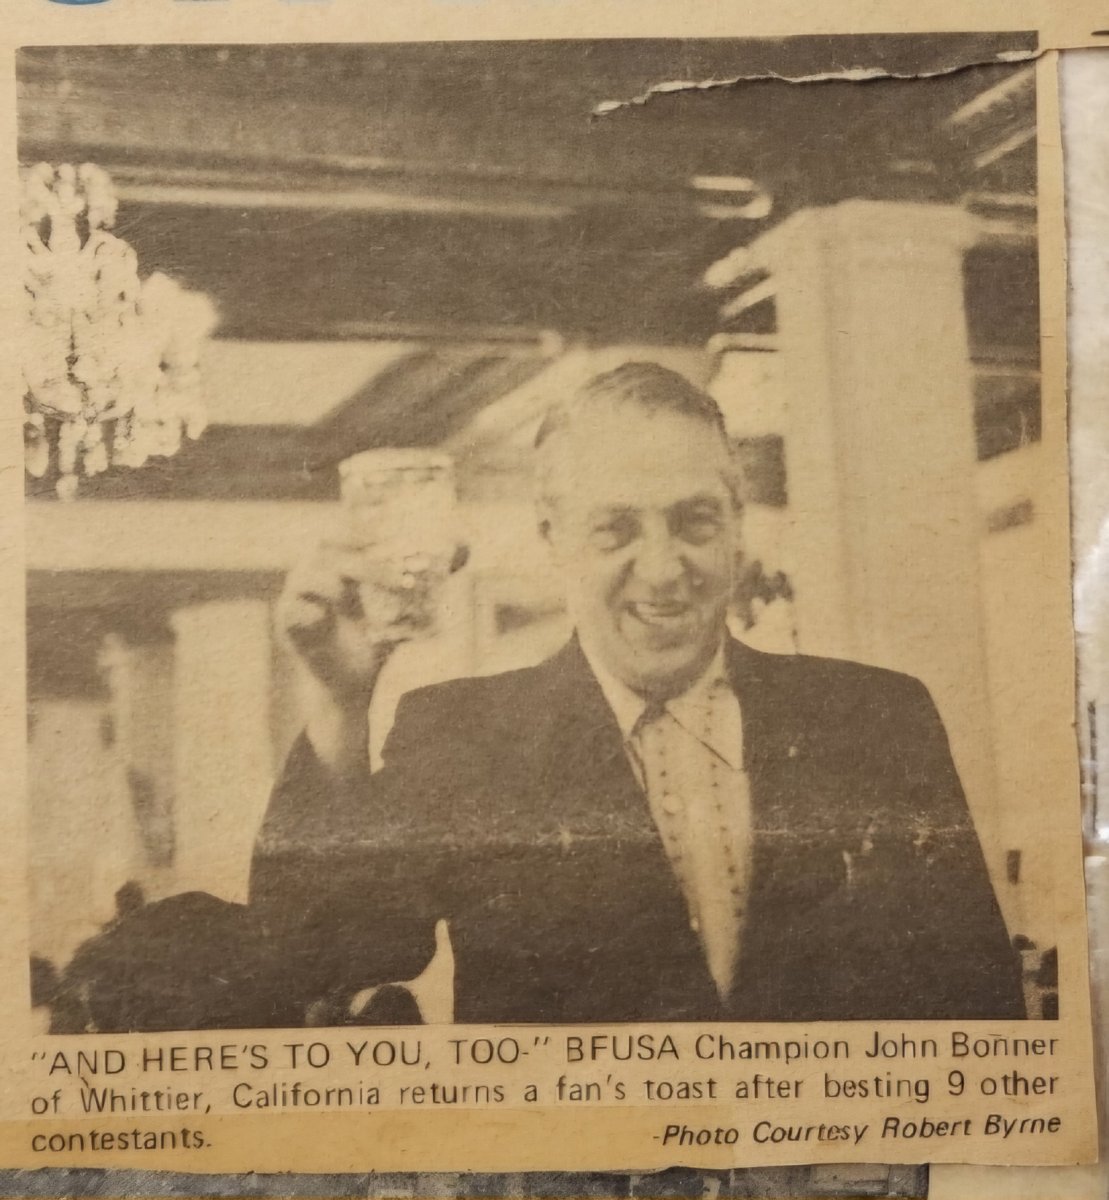 "AND HERE'S TO YOU, TOO-" BFUSA Champion John Bonner
of Whittier, California returns a fan's toast after besting 9 other
contestants.
-Photo Courtesy Robert Byrne